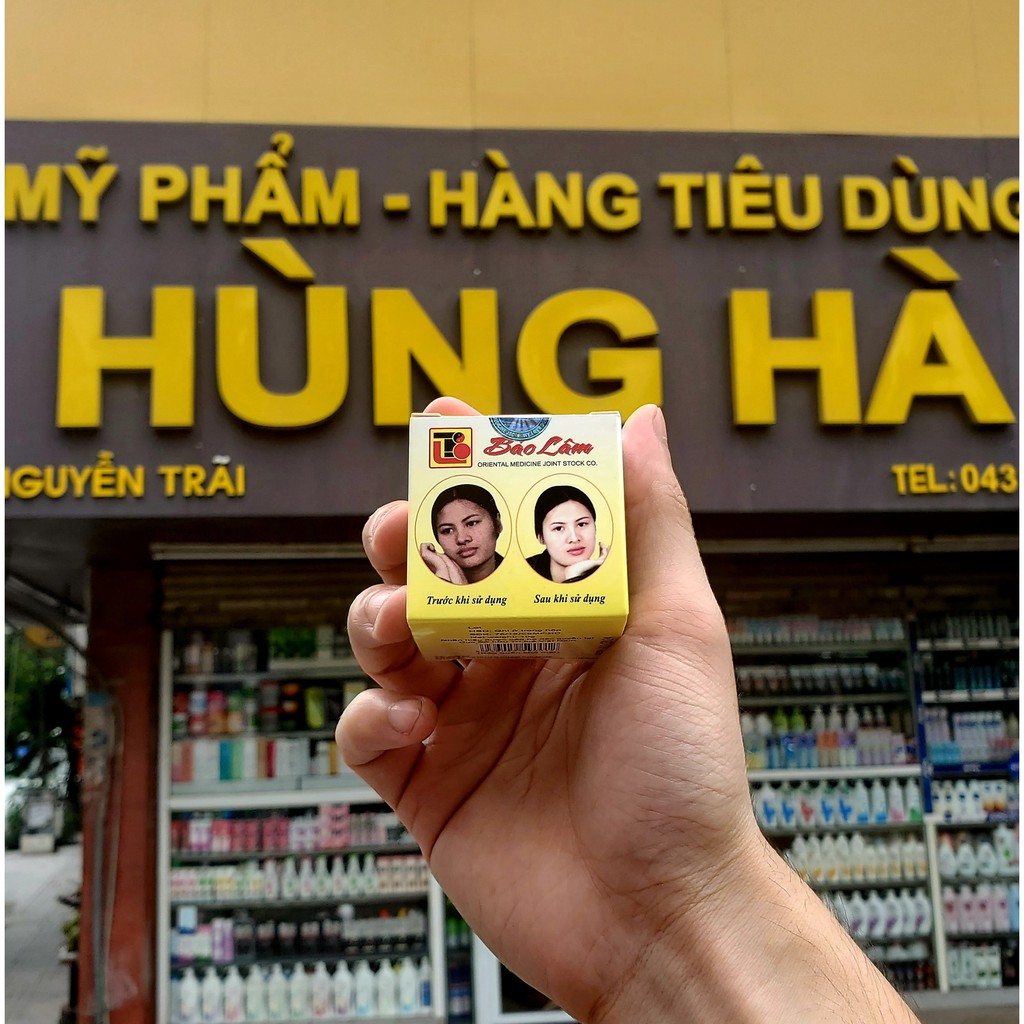 MỸ PHẨM - HÀNG TIÊU DÙNG
HÙNG HÀ
NGUYỄN TRÃI
TEL: 043
Bảo Lâm
ORIENTAL MEDICINE JOINT STOCK CO.
Trước khi sử dụng
Sau khi sử dụng